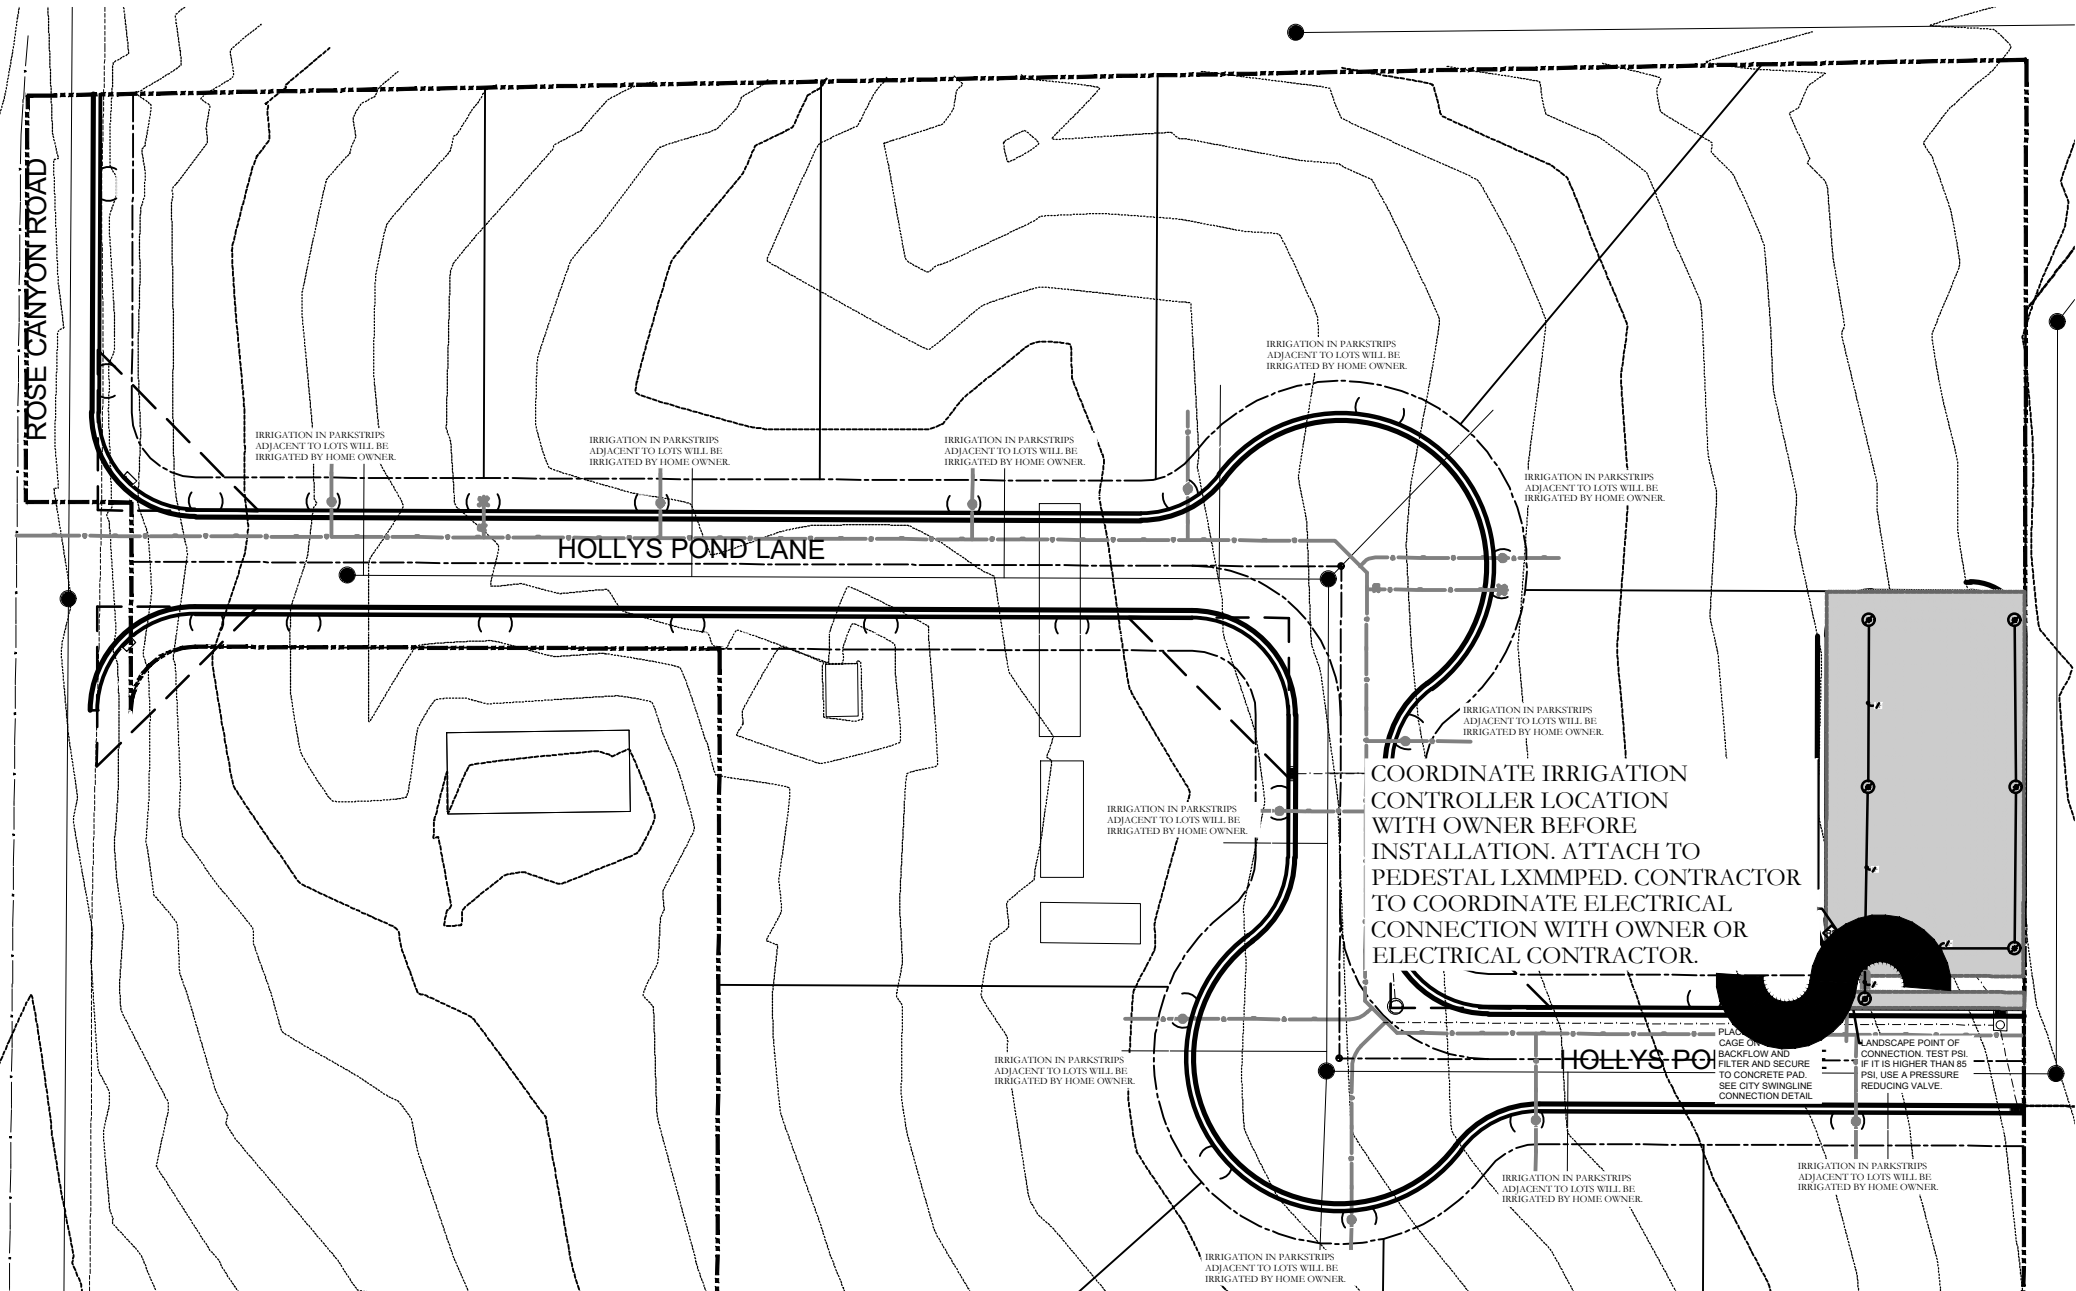 ROSE CANYON ROAD
IRRIGATION IN PARKSTRIPS
ADJACENT TO LOTS WILL BE
IRRIGATED BY HOME OWNER.
IRRIGATION IN PARKSTRIPS
ADJACENT TO LOTS WILL BE
IRRIGATED BY HOME OWNER.
IRRIGATION IN PARKSTRIPS
ADJACENT TO LOTS WILL BE
IRRIGATED BY HOME OWNER.
IRRIGATION IN PARKSTRIPS
ADJACENT TO LOTS WILL BE
IRRIGATED BY HOME OWNER.
IRRIGATION IN PARKSTRIPS
ADJACENT TO LOTS WILL BE
IRRIGATED BY HOME OWNER.
HOLLYS POND LANE
IRRIGATION IN PARKSTRIPS
ADJACENT TO LOTS WILL BE
IRRIGATED BY HOME OWNER.
COORDINATE IRRIGATION
CONTROLLER LOCATION
WITH OWNER BEFORE
INSTALLATION. ATTACH TO
PEDESTAL LXMMPED. CONTRACTOR
TO COORDINATE ELECTRICAL
CONNECTION WITH OWNER OR
ELECTRICAL CONTRACTOR.
IRRIGATION IN PARKSTRIPS
ADJACENT TO LOTS WILL BE
IRRIGATED BY HOME OWNER.
HOLLYS
CAGE ON
BACKFLOW AND
FILTER AND SECURE
TO CONCRETE PAD.
SEE CITY SWINGLINE
CONNECTION DETAIL
LANDSCAPE POINT OF
CONNECTION. TEST PSI.
IF IT IS HIGHER THAN 85
PSI, USE A PRESSURE
REDUCING VALVE.
IRRIGATION IN PARKSTRIPS
ADJACENT TO LOTS WILL BE
IRRIGATED BY HOME OWNER.
IRRIGATION IN PARKSTRIPS
ADJACENT TO LOTS WILL BE
IRRIGATED BY HOME OWNER.
IRRIGATION IN PARKSTRIPS
ADJACENT TO LOTS WILL BE
IRRIGATED BY HOME OWNER.
IRRIGATION IN PARKSTRIPS
ADJACENT TO LOTS WILL BE
IRRIGATED BY HOME OWNER.